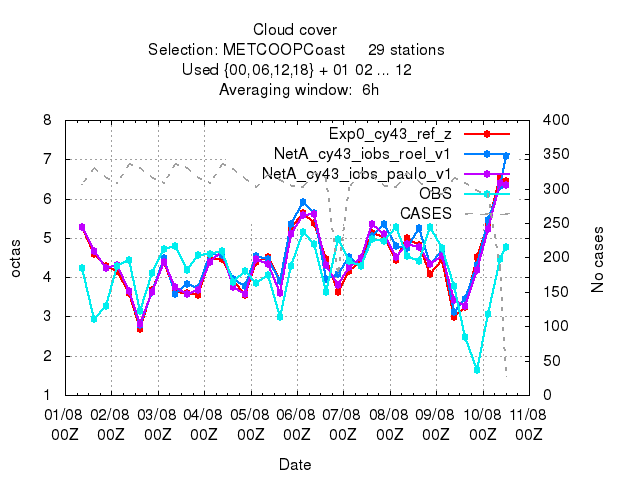 Cloud cover
Selection: METCOOPCoast 29 stations
Used {00,06,12,18} + 01 02 ... 12
Averaging window: 6h
8 400
Exp0_cy43_ref_z
7 350
NetA_cy43_iobs_roel_v1
NetA_cy43_iobs_paulo_v1
300
6
OBS
CASES
250
5
200
octas
No cases
4
150
3
100
2
50
1 0
01/08 02/08 03/08 04/08 05/08 06/08 07/08 08/08 09/08 10/08 11/08
00Z 00Z 00Z 00Z 00Z 00Z 00Z 00Z 00Z 00Z 00Z
Date